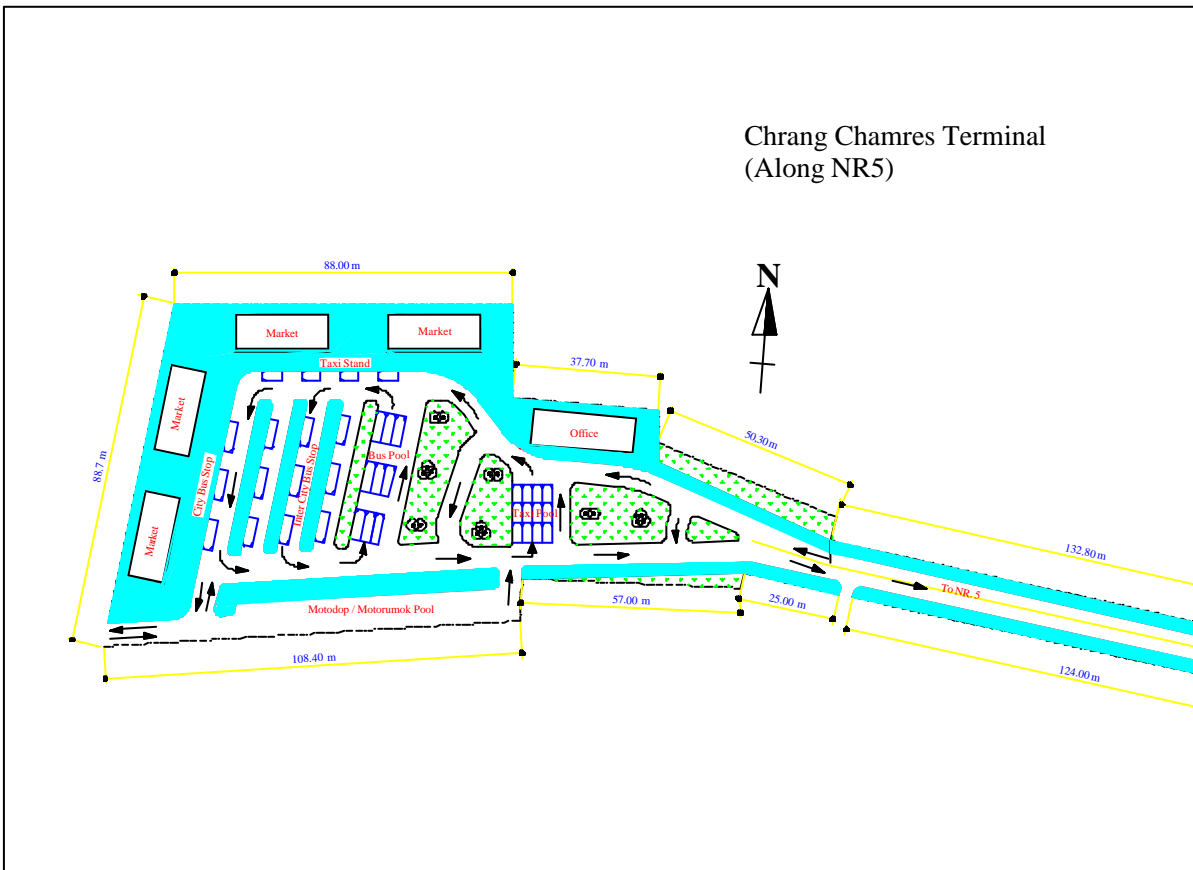 Chrang Chamres Terminal
(Along NR5)
N
88.00 m
Market
Market
Taxi Stand
37.70 m
Office
50.30 m
Market
88.7 m
City Bus Stop
Inter City Bus Stop
Bus Pool
Taxi Pool
Market
132.80 m
To NR. 5
Motodop / Motorumok Pool
57.00 m
25.00 m
108.40 m
124.00 m